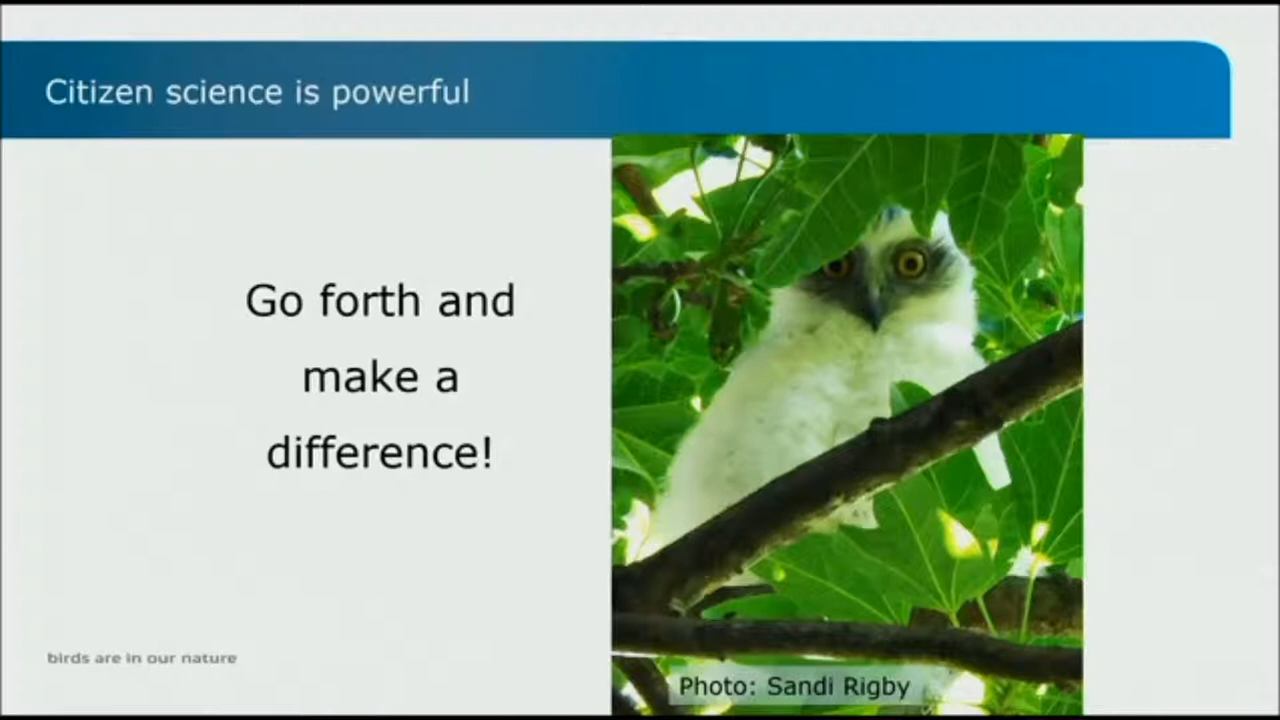 Citizen science is powerful
Go forth and
make a
difference!
birds are in our nature
Photo: Sandi Rigby